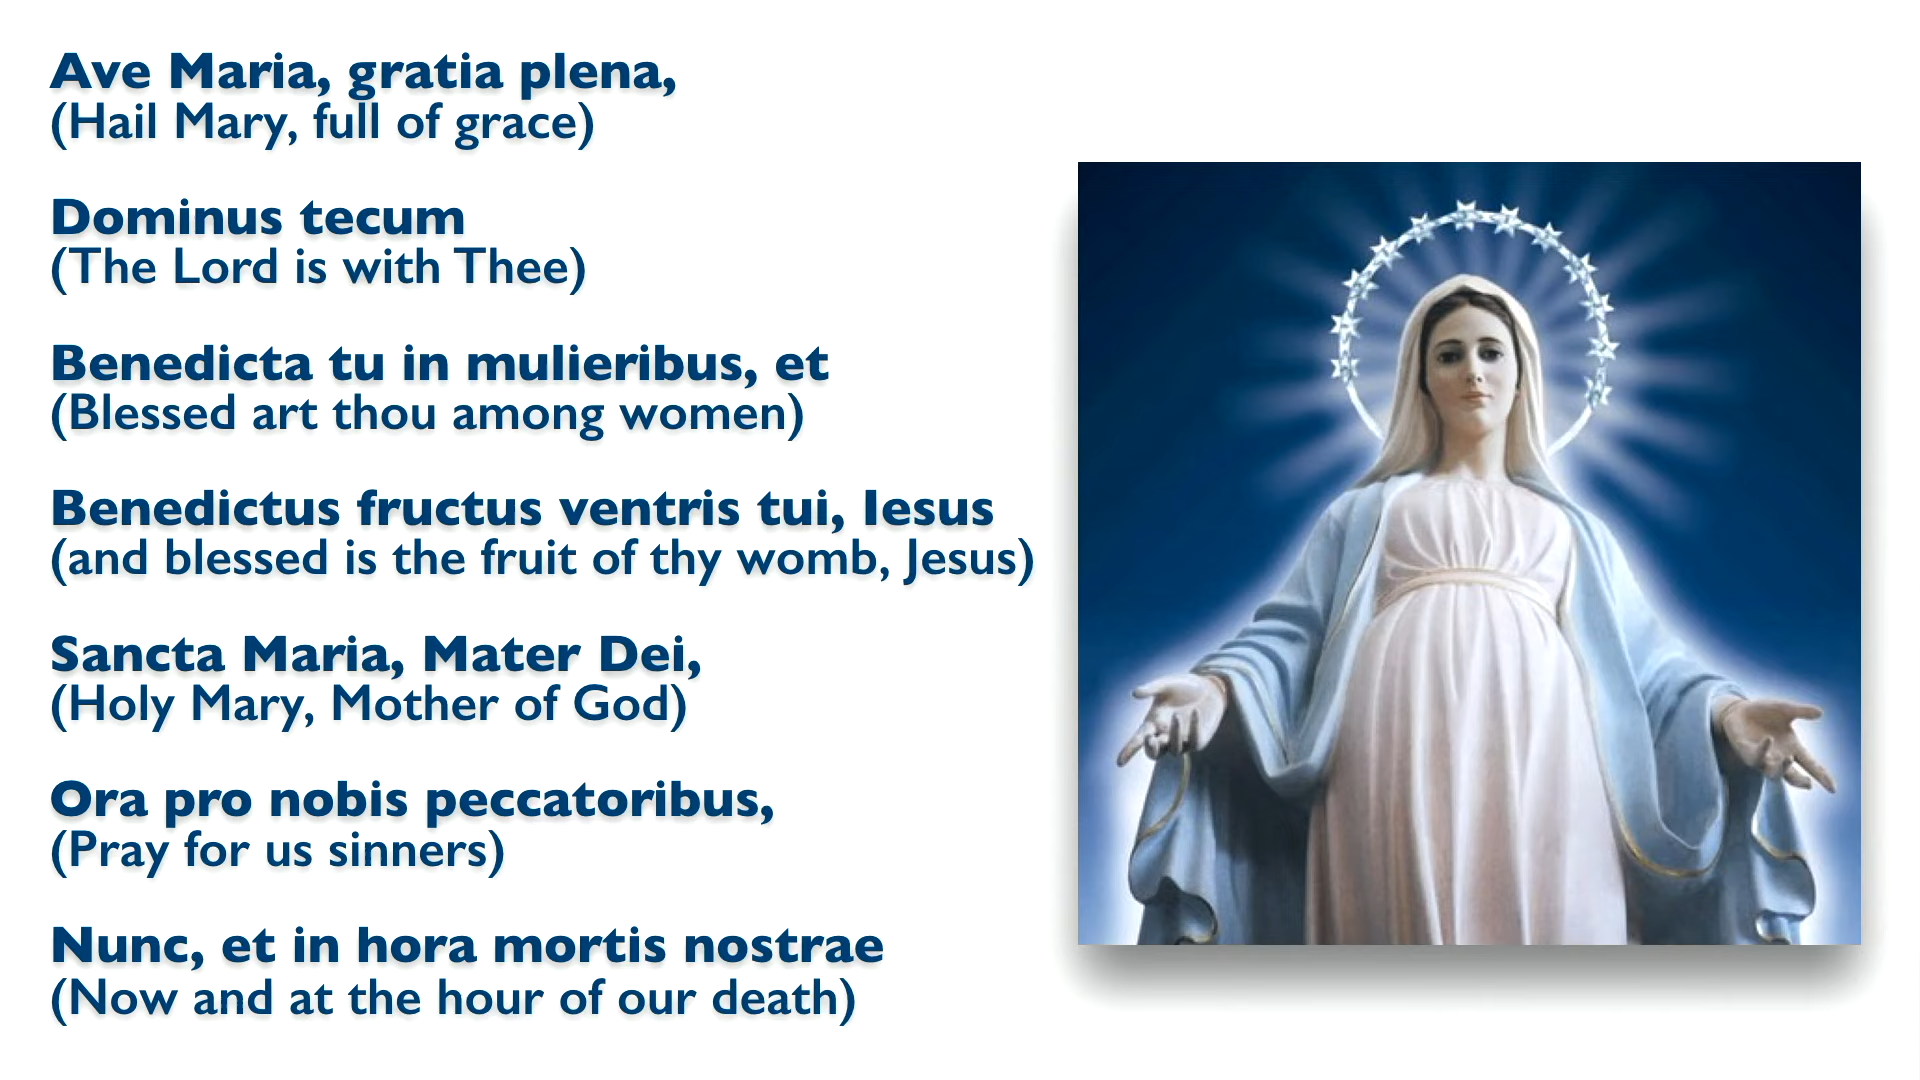 Ave Maria, gratia plena,
(Hail Mary, full of grace)
Dominus tecum
(The Lord is with Thee)
Benedicta tu in mulieribus, et
(Blessed art thou among women)
Benedictus fructus ventris tui, Iesus
(and blessed is the fruit of thy womb, Jesus)
Sancta Maria, Mater Dei,
(Holy Mary, Mother of God)
Ora pro nobis peccatoribus,
(Pray for us sinners)
Nunc, et in hora mortis nostrae
(Now and at the hour of our death)